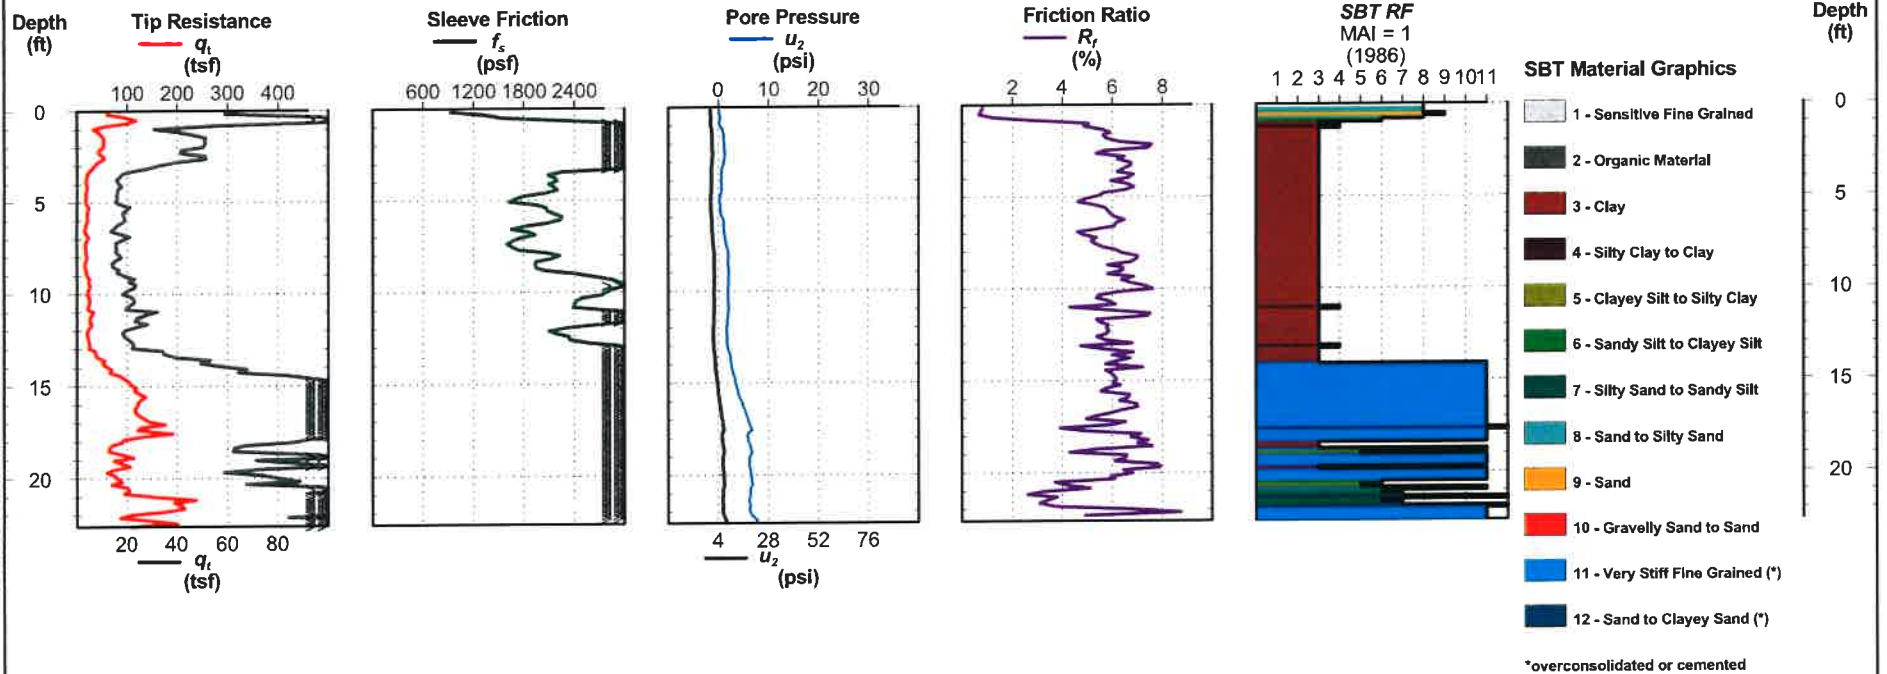 Depth
(ft)
0
5
10
15
20
Tip Resistance
qt
(tsf)
100 200 300 400
20 40 60 80
qt
(tsf)
Sleeve Friction
fs
(psf)
600 1200 1800 2400
Pore Pressure
u2
(psi)
0 10 20 30
4 28 52 76
u2
(psi)
Friction Ratio
Rf
(%)
2 4 6 8
SBT RF
MAI = 1
(1986)
1 2 3 4 5 6 7 8 9 10 11
SBT Material Graphics
1 - Sensitive Fine Grained
2 - Organic Material
3 - Clay
4 - Silty Clay to Clay
5 - Clayey Silt to Silty Clay
6 - Sandy Silt to Clayey Silt
7 - Silty Sand to Sandy Silt
8 - Sand to Silty Sand
9 - Sand
10 - Gravelly Sand to Sand
11 - Very Stiff Fine Grained (*)
12 - Sand to Clayey Sand (*)
*overconsolidated or cemented
Depth
(ft)
0
5
10
15
20